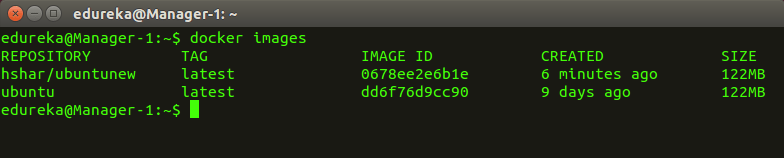 edureka@Manager-1: ~
edureka@Manager-1:~$ docker images
REPOSITORY TAG IMAGE ID CREATED SIZE
hshar/ubuntunew latest 0678ee2e6b1e 6 minutes ago 122MB
ubuntu latest dd6f76d9cc90 9 days ago 122MB
edureka@Manager-1:~$